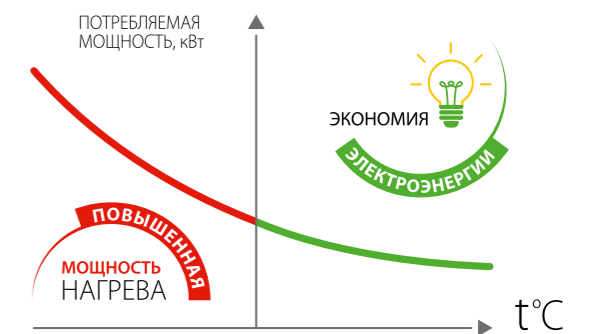 ПОТРЕБЛЯЕМАЯ
МОЩНОСТЬ, кВт
ЭКОНОМИЯ
ЭЛЕКТРОЭНЕРГИИ
ПОВЫШЕННАЯ
МОЩНОСТЬ
НАГРЕВА
t°C